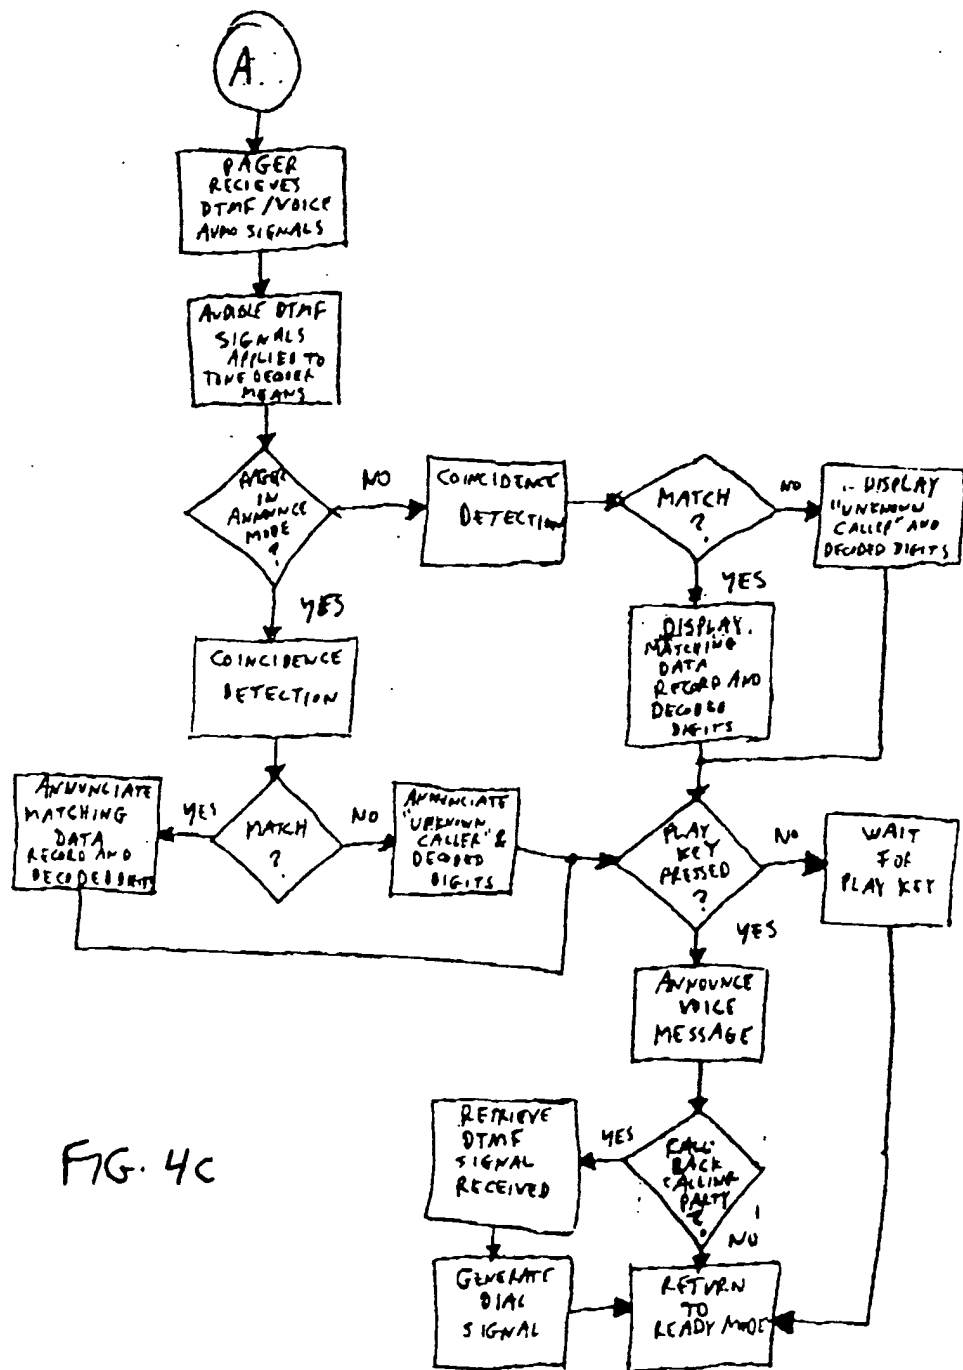 A.
PAGER
RECIEVES
DTMF/VOICE
AUDIO SIGNALS
AUDIBLE DTMF
SIGNALS
APPLIED TO
TONE DECODER
MEANS
PAGER
IN
ANNOUNCE
MODE
?
NO
COINCIDENCE
DETECTION
MATCH
?
NO
DISPLAY
"UNKNOWN
CALLER" AND
DECODED DIGITS
YES
YES
DISPLAY
MATCHING
DATA
RECORD AND
DECODED
DIGITS
COINCIDENCE
DETECTION
ANNUNCIATE
MATCHING
DATA
RECORD AND
DECODED DIGITS
YES
MATCH
?
NO
ANNUNCIATE
"UNKNOWN
CALLER" &
DECODED
DIGITS
PLAY
KEY
PRESSED
?
NO
WAIT
FOR
PLAY KEY
YES
ANNOUNCE
VOICE
MESSAGE
RETRIEVE
DTMF
SIGNAL
RECEIVED
YES
CALL
BACK
CALLING
PARTY
?
NO
FIG. 4C
GENERATE
DIAL
SIGNAL
RETURN
TO
READY MODE